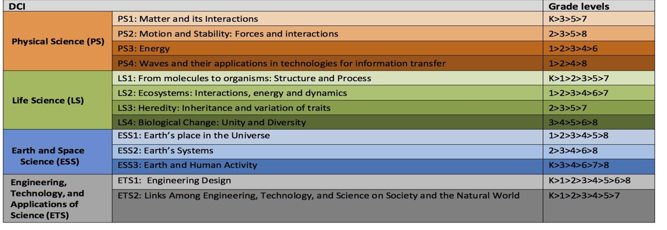 DCI Grade levels
Physical Science (PS)
PS1: Matter and its Interactions K>3>5>7
PS2: Motion and Stability: Forces and interactions 2>3>5>8
PS3: Energy 1>2>3>4>6
PS4: Waves and their applications in technologies for information transfer 1>2>4>8
Life Science (LS)
LS1: From molecules to organisms: Structure and Process K>1>2>3>5>7
LS2: Ecosystems: Interactions, energy and dynamics 1>2>3>4>6>7
LS3: Heredity: Inheritance and variation of traits 2>3>5>7
LS4: Biological Change: Unity and Diversity 3>4>5>6>8
Earth and Space
Science (ESS)
ESS1: Earth's place in the Universe 1>2>3>4>5>8
ESS2: Earth's Systems 2>3>4>6>8
ESS3: Earth and Human Activity K>3>4>6>7>8
Engineering,
Technology, and
Applications of
Science (ETS)
ETS1: Engineering Design K>1>2>3>4>5>6>8
ETS2: Links Among Engineering, Technology, and Science on Society and the Natural World K>1>2>3>4>5>7